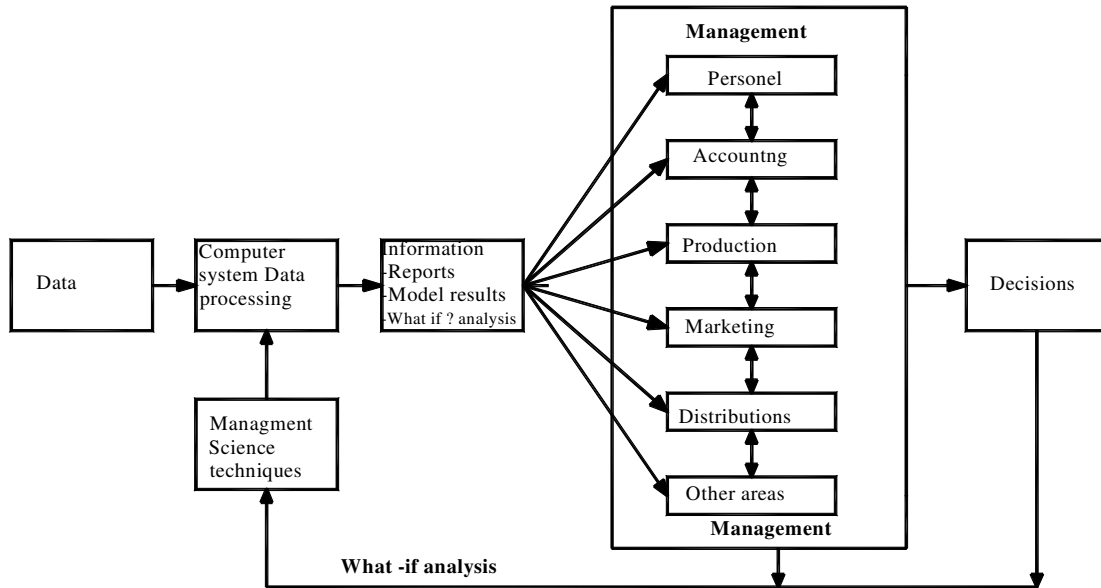 Management
Personel
Accountng
Production
Marketing
Distributions
Other areas
Management
Data
Computer
system Data
processing
Information
-Reports
-Model results
-What if ? analysis
Decisions
Managment
Science
techniques
What -if analysis